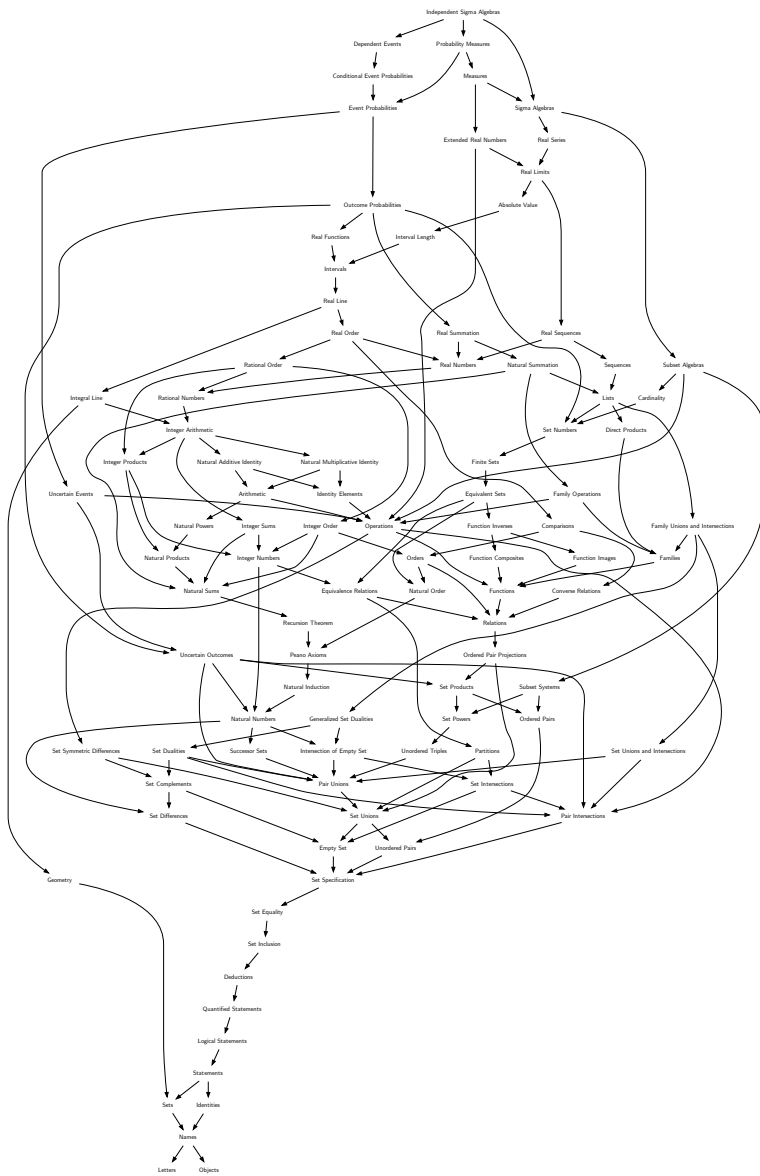 Independent Sigma Algebras
Dependent Events
Probability Measures
Conditional Event Probabilities
Measures
Event Probabilities
Sigma Algebras
Extended Real Numbers
Real Series
Real Limits
Outcome Probabilities
Absolute Value
Real Functions
Interval Length
Intervals
Real Line
Real Order
Real Summation
Real Sequences
Rational Order
Real Numbers
Natural Summation
Sequences
Subset Algebras
Integral Line
Rational Numbers
Lists
Cardinality
Integer Arithmetic
Set Numbers
Direct Products
Integer Products
Natural Additive Identity
Natural Multiplicative Identity
Finite Sets
Uncertain Events
Arithmetic
Identity Elements
Equivalent Sets
Family Operations
Natural Powers
Integer Sums
Integer Order
Operations
Function Inverses
Comparisons
Family Unions and Intersections
Natural Products
Integer Numbers
Orders
Function Composites
Function Images
Families
Natural Sums
Equivalence Relations
Natural Order
Functions
Converse Relations
Recursion Theorem
Relations
Uncertain Outcomes
Peano Axioms
Ordered Pair Projections
Natural Induction
Set Products
Subset Systems
Natural Numbers
Generalized Set Dualities
Set Powers
Ordered Pairs
Set Symmetric Differences
Set Dualities
Successor Sets
Intersection of Empty Set
Unordered Triples
Partitions
Set Unions and Intersections
Set Complements
Pair Unions
Set Intersections
Set Differences
Set Unions
Pair Intersections
Empty Set
Unordered Pairs
Geometry
Set Specification
Set Equality
Set Inclusion
Deductions
Quantified Statements
Logical Statements
Statements
Sets
Identities
Names
Letters
Objects